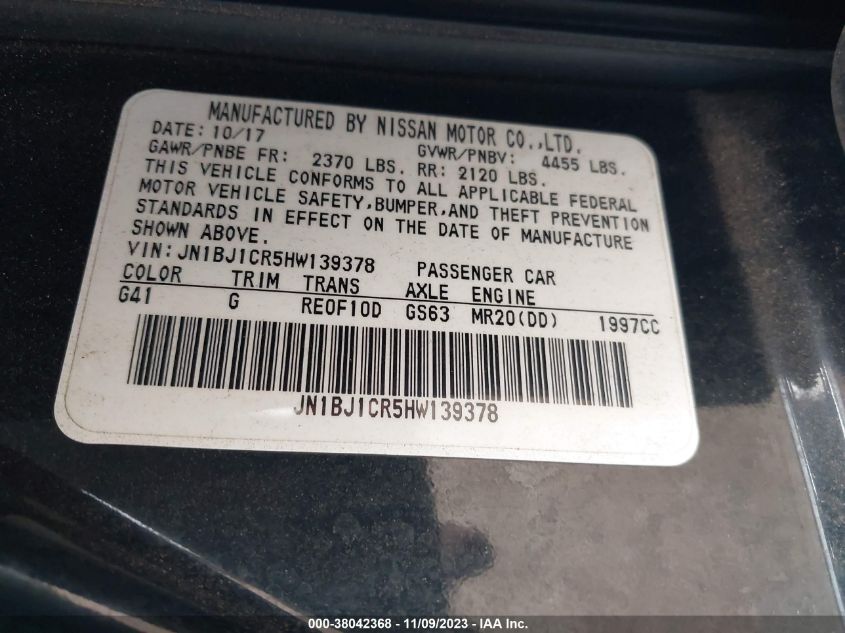 MANUFACTURED BY NISSAN MOTOR CO.,LTD.
DATE: 10/17 GVWR/PNBV: 4455 LBS.
GAWR/PNBE FR: 2370 LBS. RR: 2120 LBS.
THIS VEHICLE CONFORMS TO ALL APPLICABLE FEDERAL
MOTOR VEHICLE SAFETY,BUMPER,AND THEFT PREVENTION
STANDARDS IN EFFECT ON THE DATE OF MANUFACTURE
SHOWN ABOVE.
VIN: JN1BJ1CR5HW139378 PASSENGER CAR
COLOR TRIM TRANS AXLE ENGINE
G41 G RE0F10D GS63 MR20(DD) 1997CC
JN1BJ1CR5HW139378
000-38042368 - 11/09/2023 - IAA Inc.